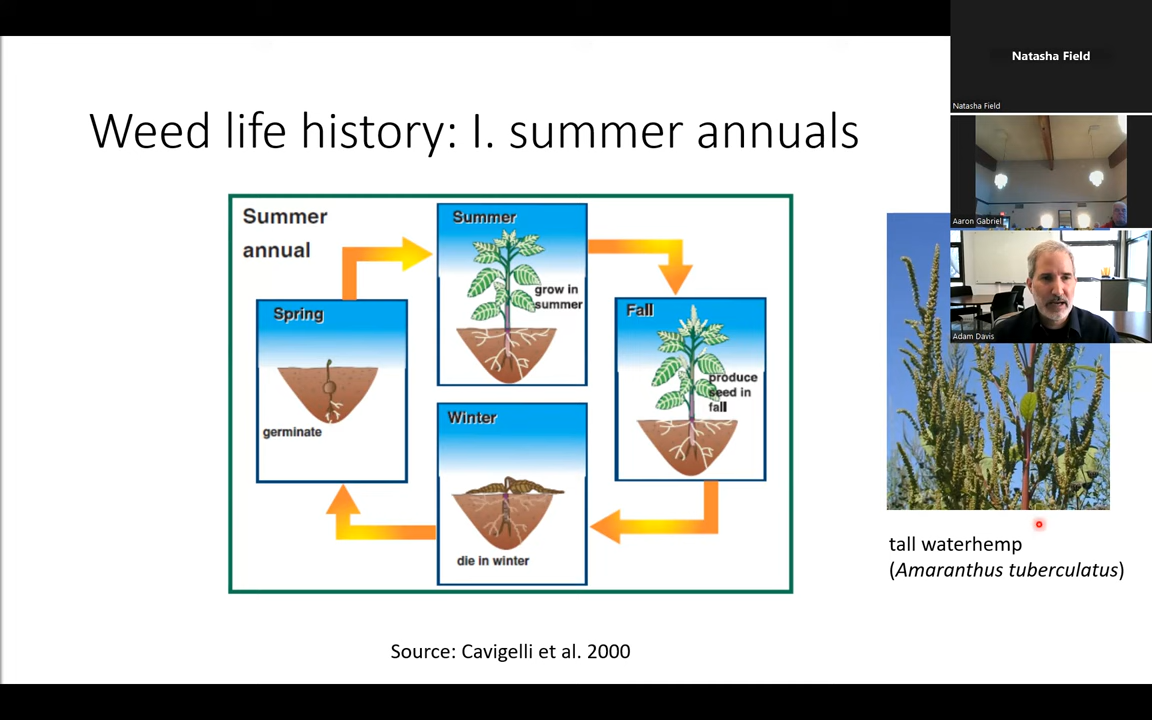 Natasha Field
Natasha Field
Aaron Gabriel
Adam Davis
Weed life history: I. summer annuals
Summer
annual
Spring
germinate
Summer
grow in
summer
Fall
produce
seed in
fall
Winter
die in winter
tall waterhemp
(Amaranthus tuberculatus)
Source: Cavigelli et al. 2000